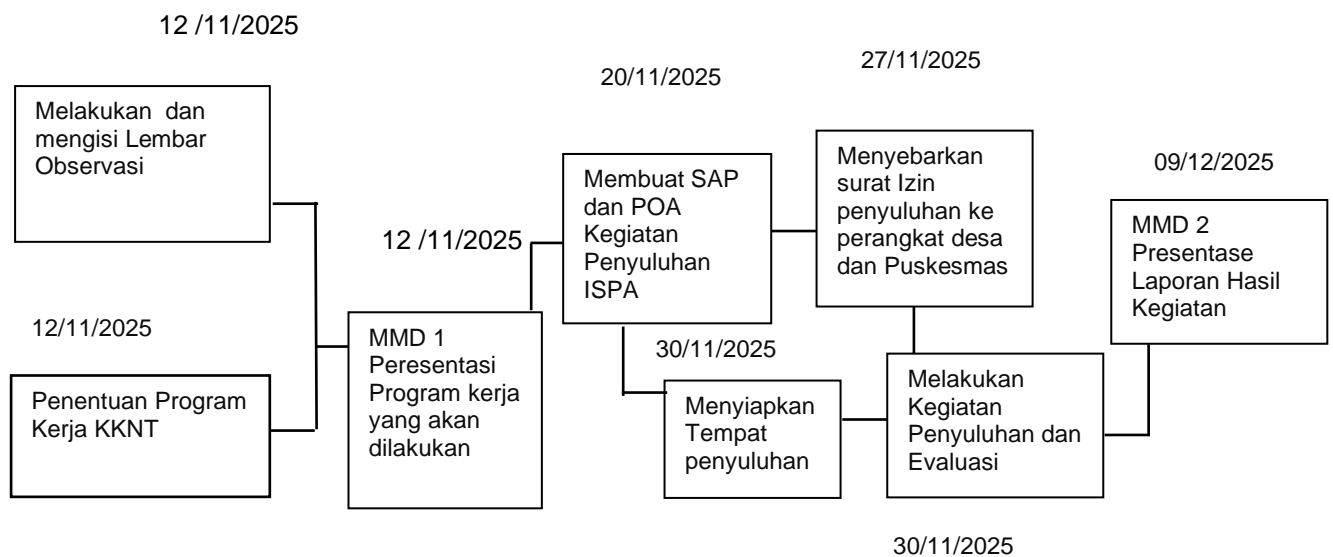 12 /11/2025
Melakukan dan
mengisi Lembar
Observasi
12/11/2025
Penentuan Program
Kerja KKNT
12 /11/2025
MMD 1
Peresentasi
Program kerja
yang akan
dilakukan
20/11/2025
Membuat SAP
dan POA
Kegiatan
Penyuluhan
ISPA
27/11/2025
Menyebarkan
surat Izin
penyuluhan ke
perangkat desa
dan Puskesmas
30/11/2025
Menyiapkan
Tempat
penyuluhan
Melakukan
Kegiatan
Penyuluhan dan
Evaluasi
30/11/2025
09/12/2025
MMD 2
Presentase
Laporan Hasil
Kegiatan